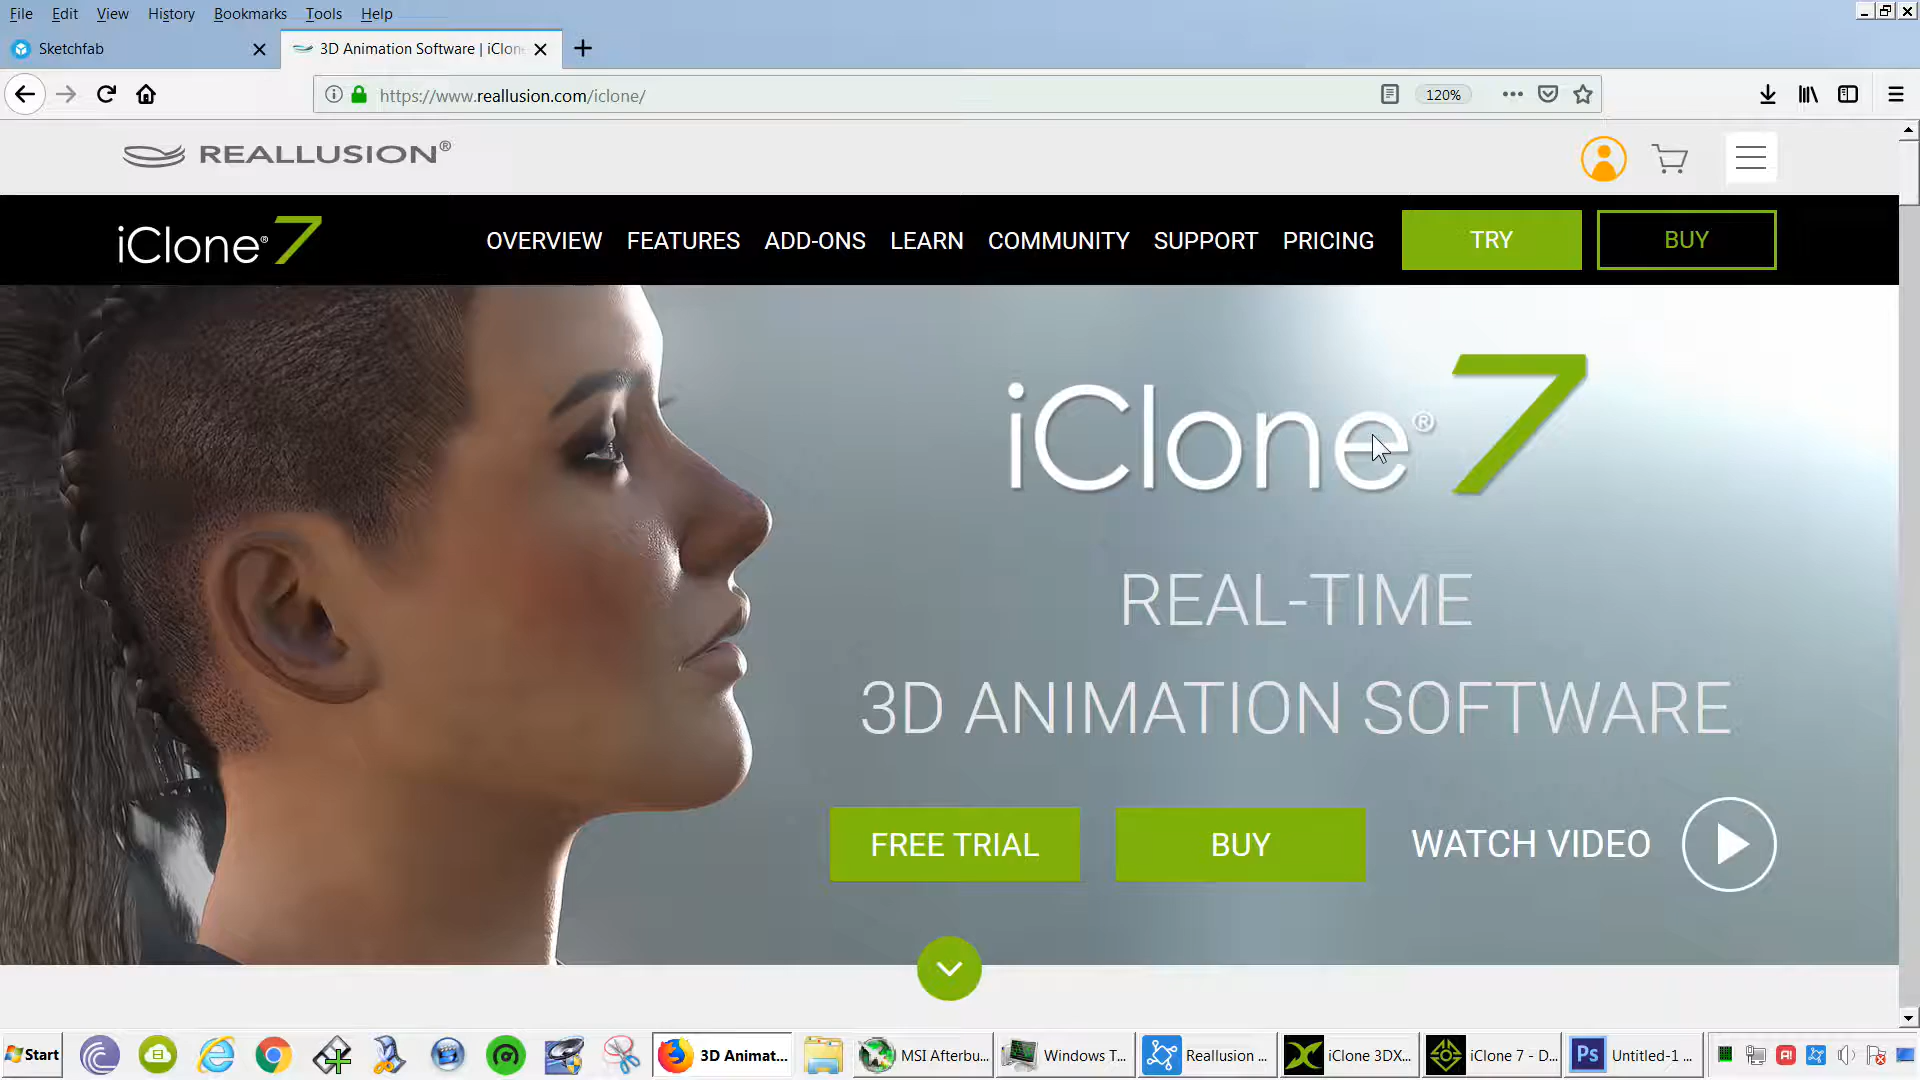 File Edit View History Bookmarks Tools Help
Sketchfab
3D Animation Software | iClon
https://www.reallusion.com/iclone/
120%
REALLUSION®
iClone® 7
OVERVIEW FEATURES ADD-ONS LEARN COMMUNITY SUPPORT PRICING TRY BUY
iClone® 7
REAL-TIME
3D ANIMATION SOFTWARE
FREE TRIAL BUY WATCH VIDEO
Start 3D Animat... MSI Afterbu... Windows T... Reallusion ... iClone 3DX... iClone 7 - D... Ps Untitled-1 ... AI